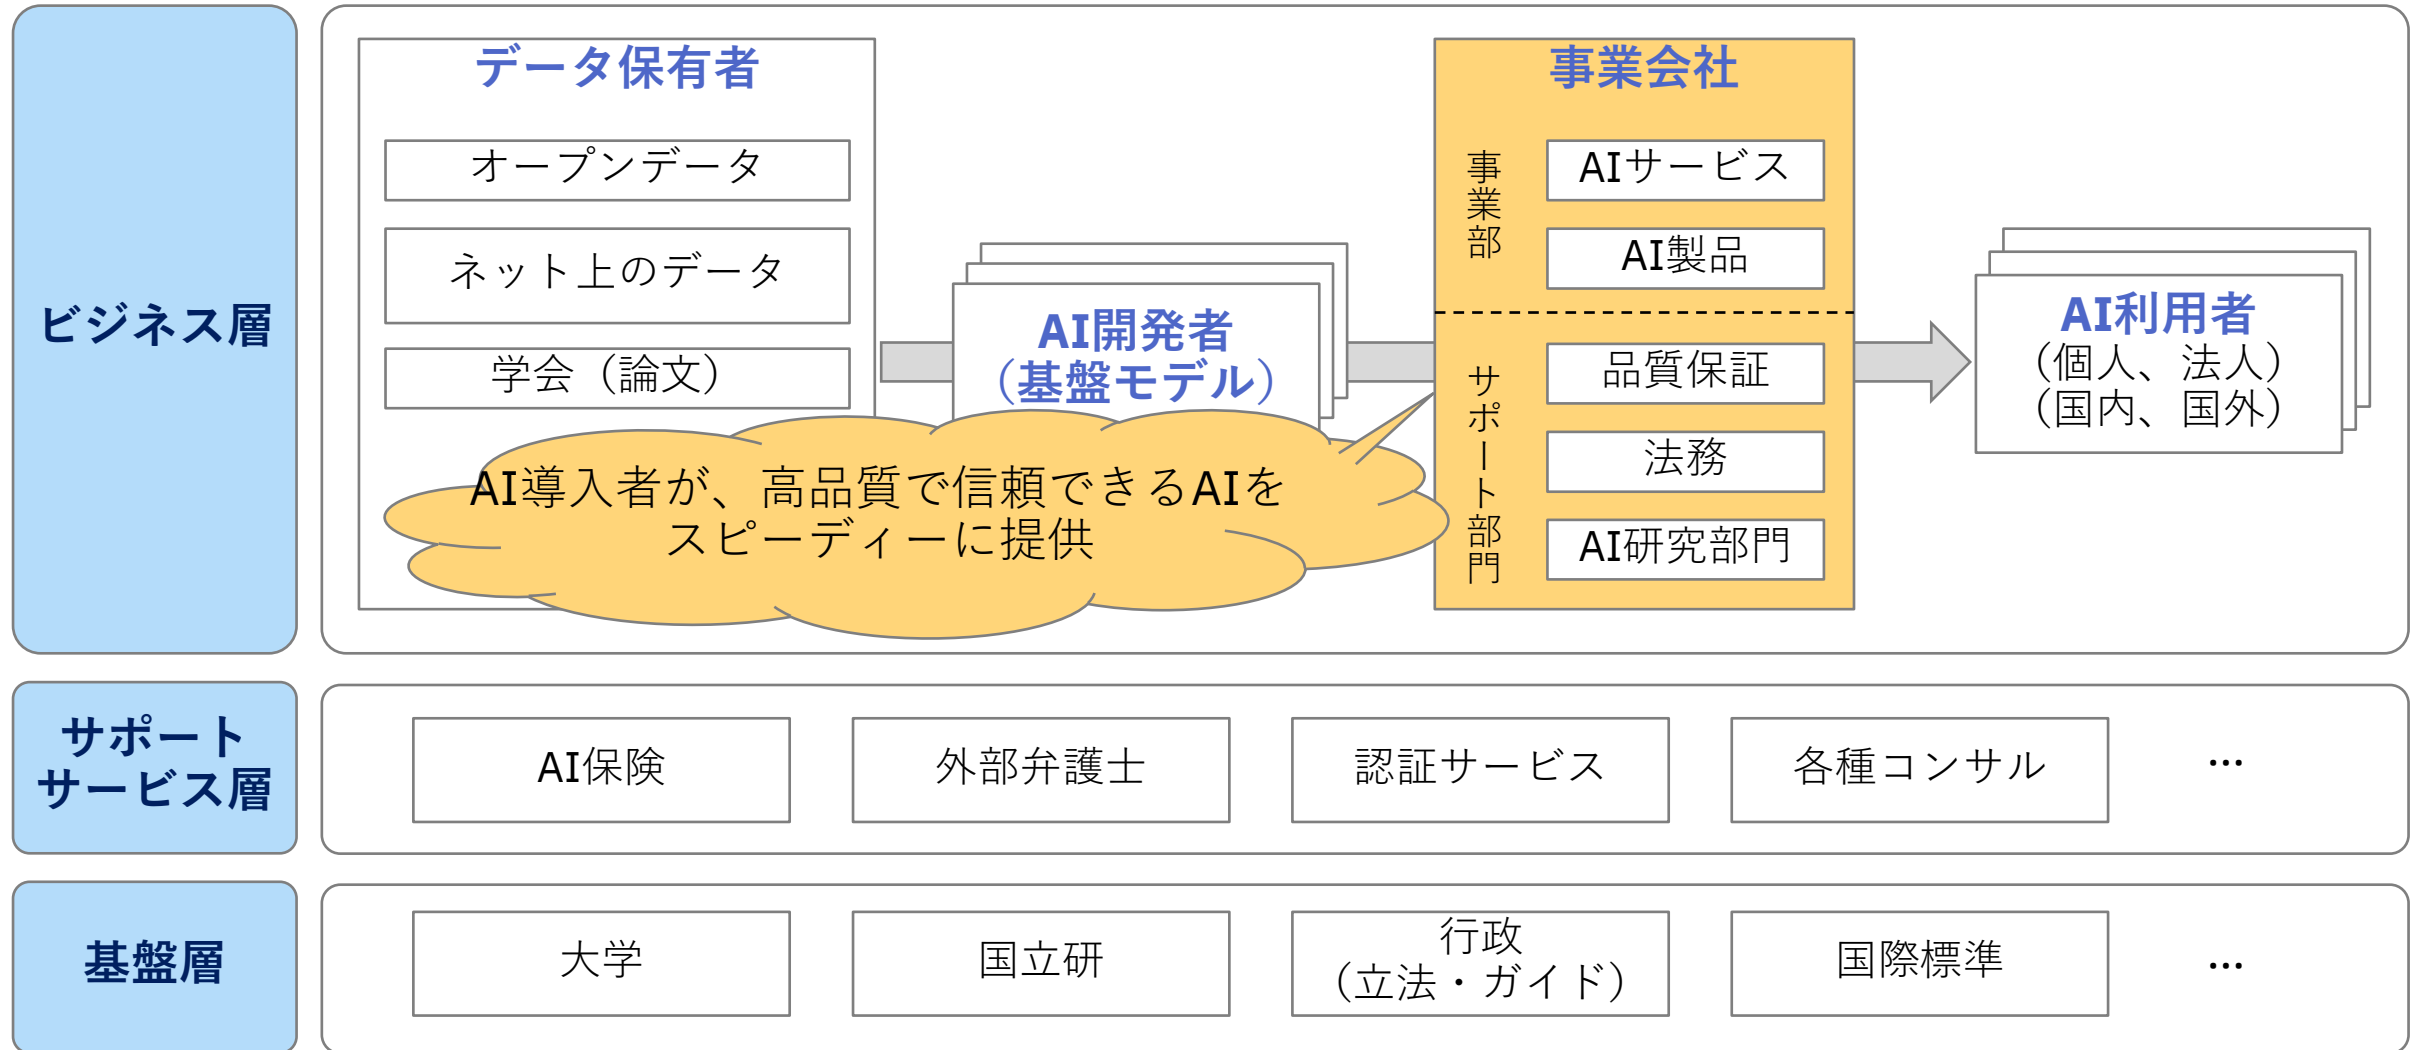 ビジネス層
データ保有者
オープンデータ
ネット上のデータ
学会（論文）
AI開発者
（基盤モデル）
事業会社
事業部
AIサービス
AI製品
サポート部門
品質保証
法務
AI研究部門
AI利用者
（個人、法人）
（国内、国外）
AI導入者が、高品質で信頼できるAIを
スピーディーに提供
サポート
サービス層
AI保険
外部弁護士
認証サービス
各種コンサル
…
基盤層
大学
国立研
行政
（立法・ガイド）
国際標準
…